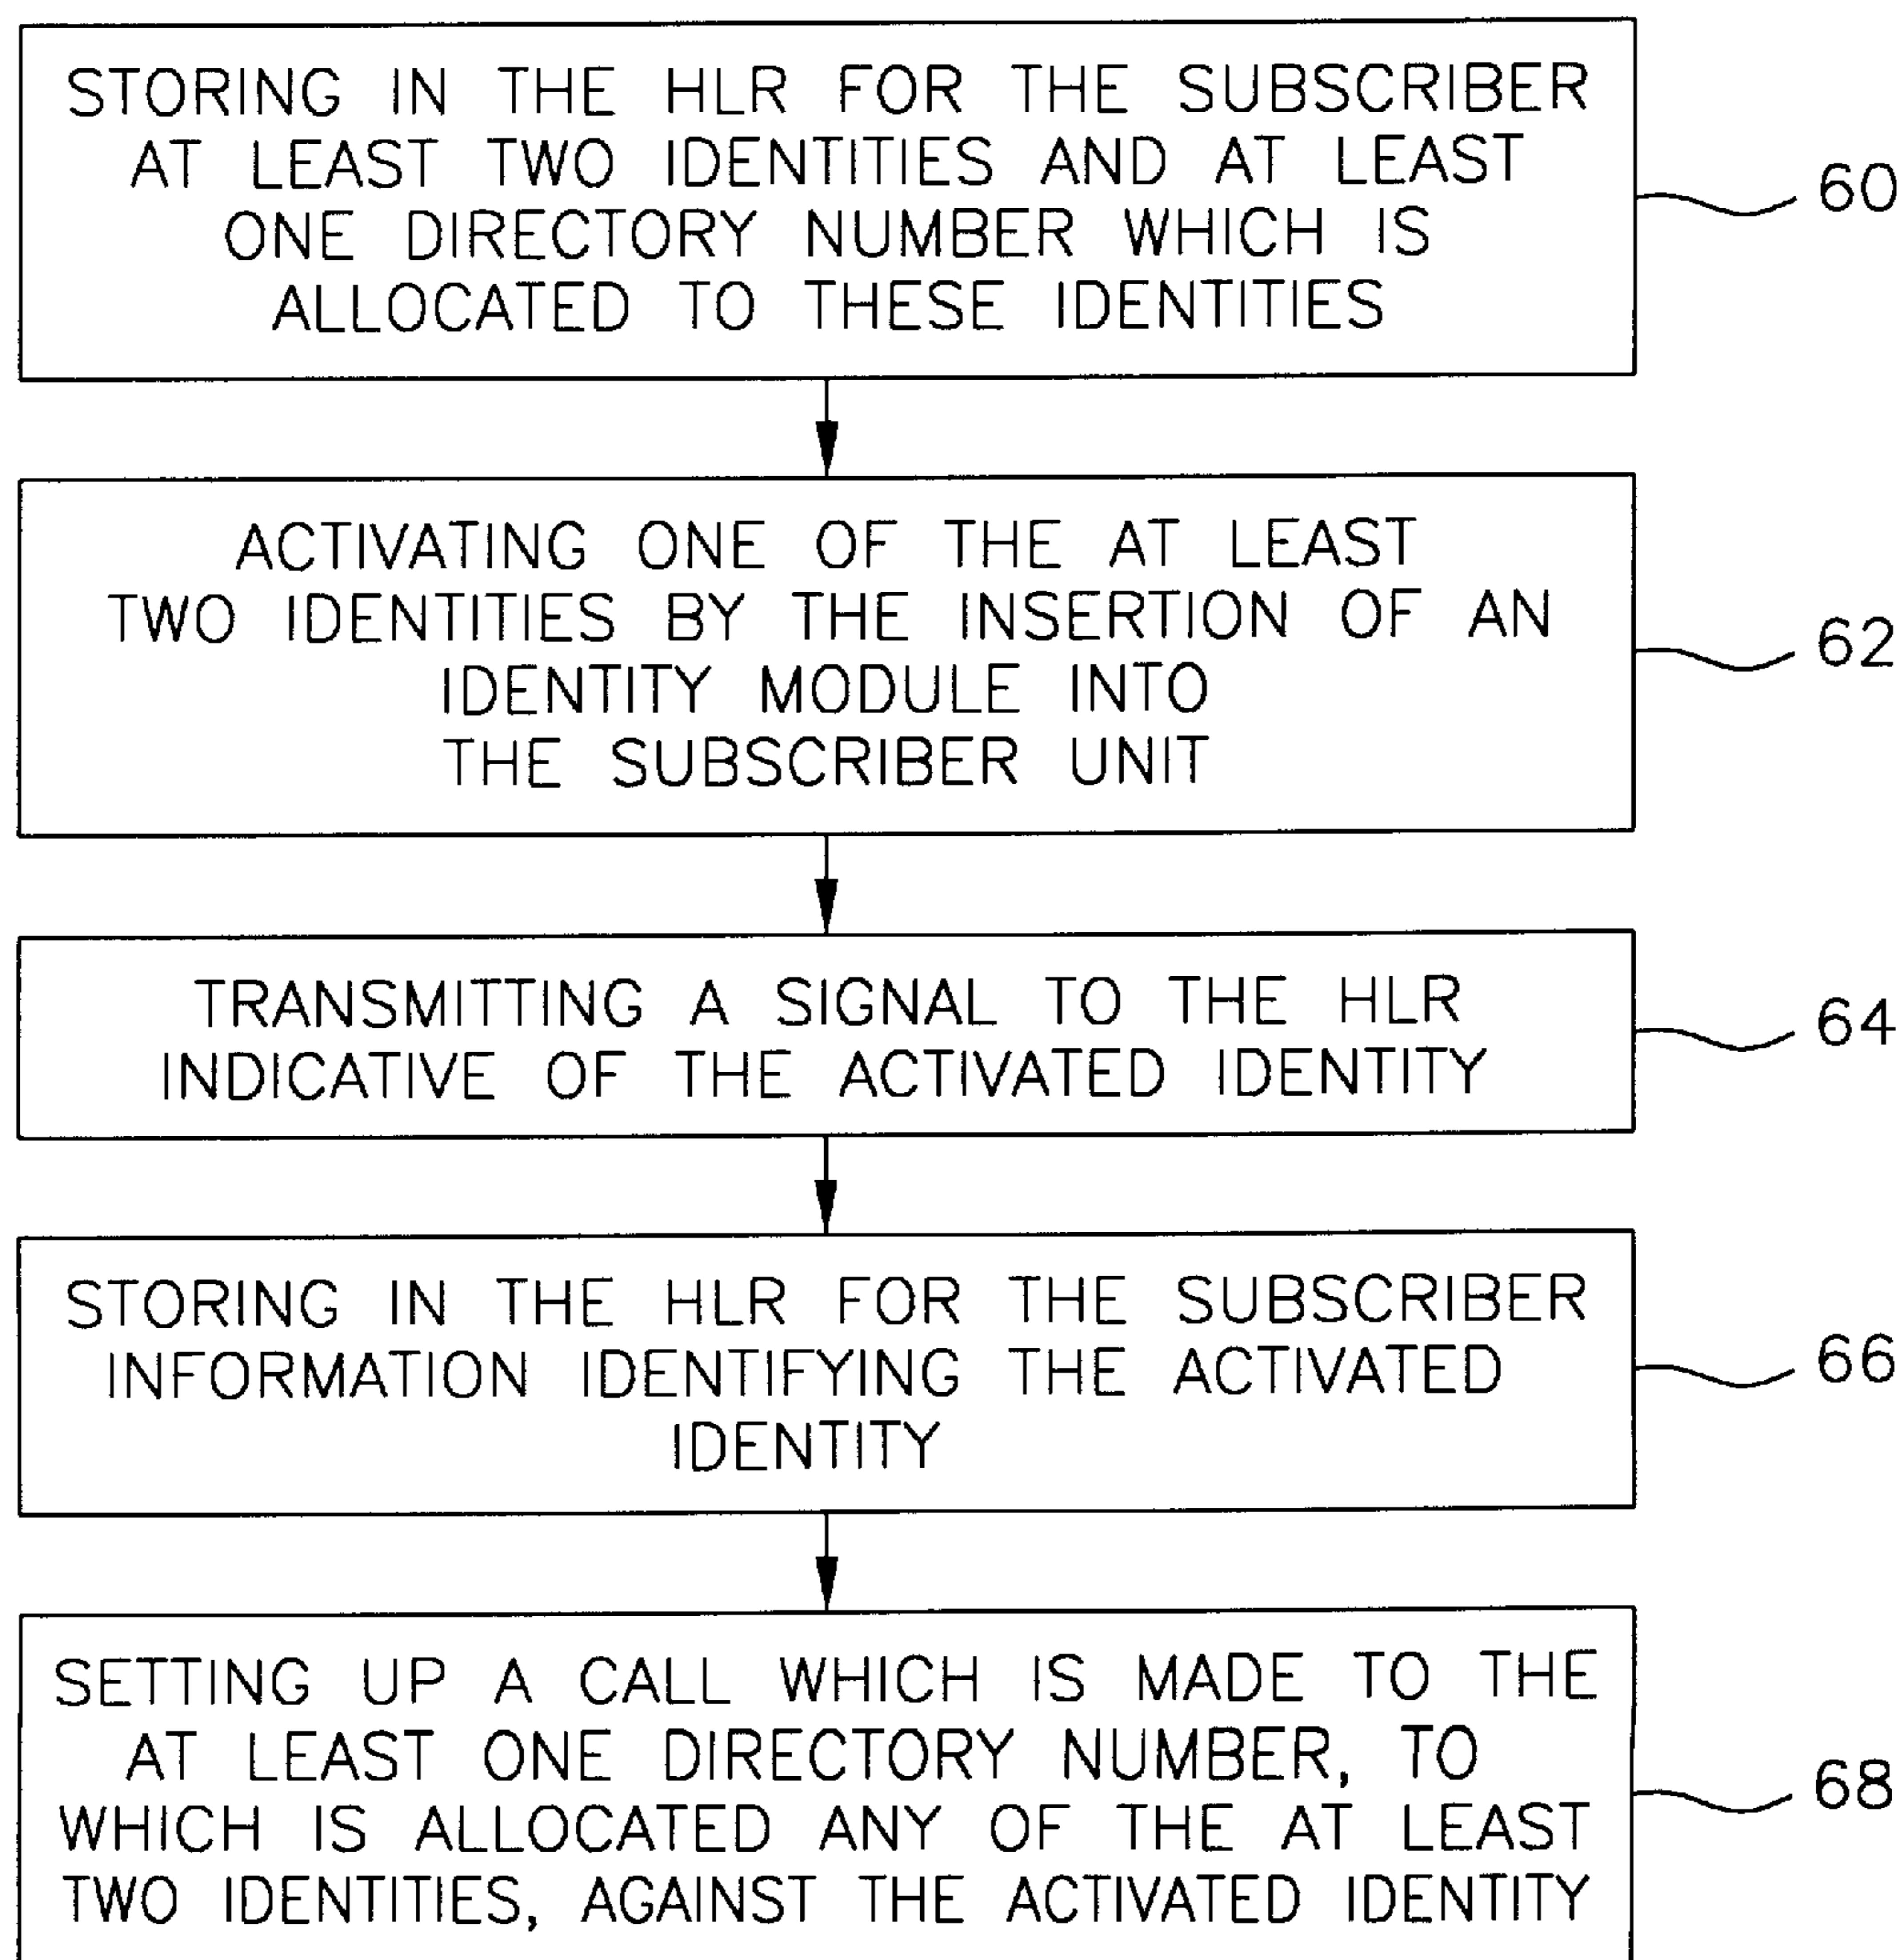 STORING IN THE HLR FOR THE SUBSCRIBER
AT LEAST TWO IDENTITIES AND AT LEAST
ONE DIRECTORY NUMBER WHICH IS
ALLOCATED TO THESE IDENTITIES
60
ACTIVATING ONE OF THE AT LEAST
TWO IDENTITIES BY THE INSERTION OF AN
IDENTITY MODULE INTO
THE SUBSCRIBER UNIT
62
TRANSMITTING A SIGNAL TO THE HLR
INDICATIVE OF THE ACTIVATED IDENTITY
64
STORING IN THE HLR FOR THE SUBSCRIBER
INFORMATION IDENTIFYING THE ACTIVATED
IDENTITY
66
SETTING UP A CALL WHICH IS MADE TO THE
AT LEAST ONE DIRECTORY NUMBER, TO
WHICH IS ALLOCATED ANY OF THE AT LEAST
TWO IDENTITIES, AGAINST THE ACTIVATED IDENTITY
68